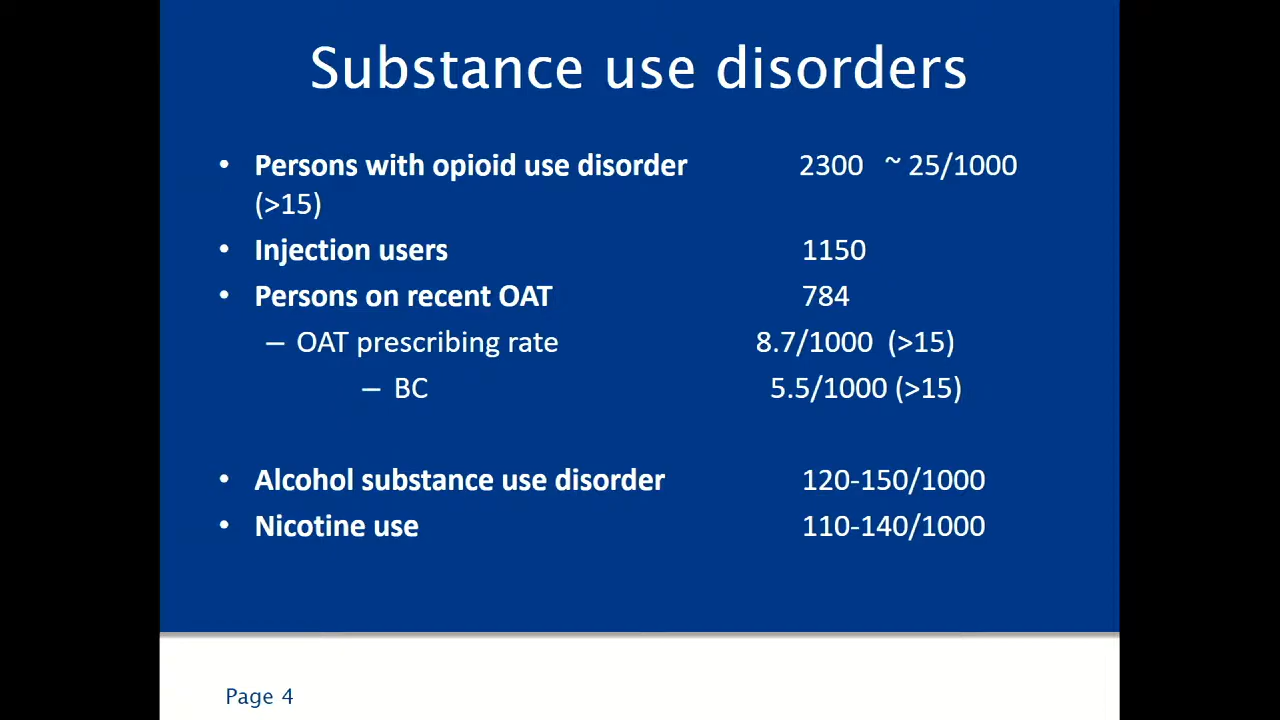 Substance use disorders
• Persons with opioid use disorder 2300 ~ 25/1000
(>15)
• Injection users 1150
• Persons on recent OAT 784
– OAT prescribing rate 8.7/1000 (>15)
– BC 5.5/1000 (>15)
• Alcohol substance use disorder 120-150/1000
• Nicotine use 110-140/1000
Page 4